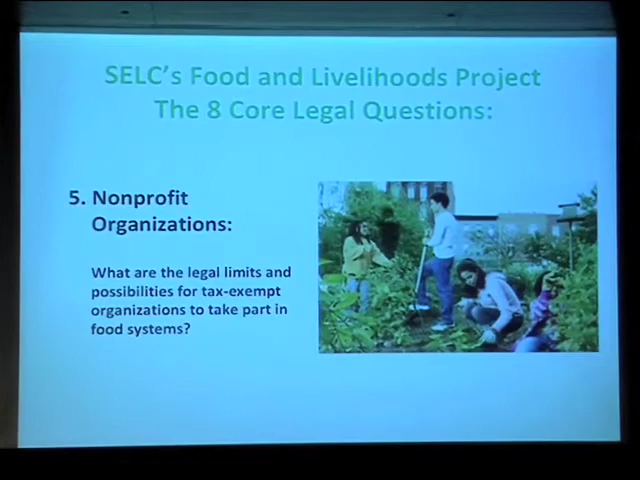 SELC's Food and Livelihoods Project
The 8 Core Legal Questions:
5. Nonprofit
Organizations:
What are the legal limits and
possibilities for tax-exempt
organizations to take part in
food systems?